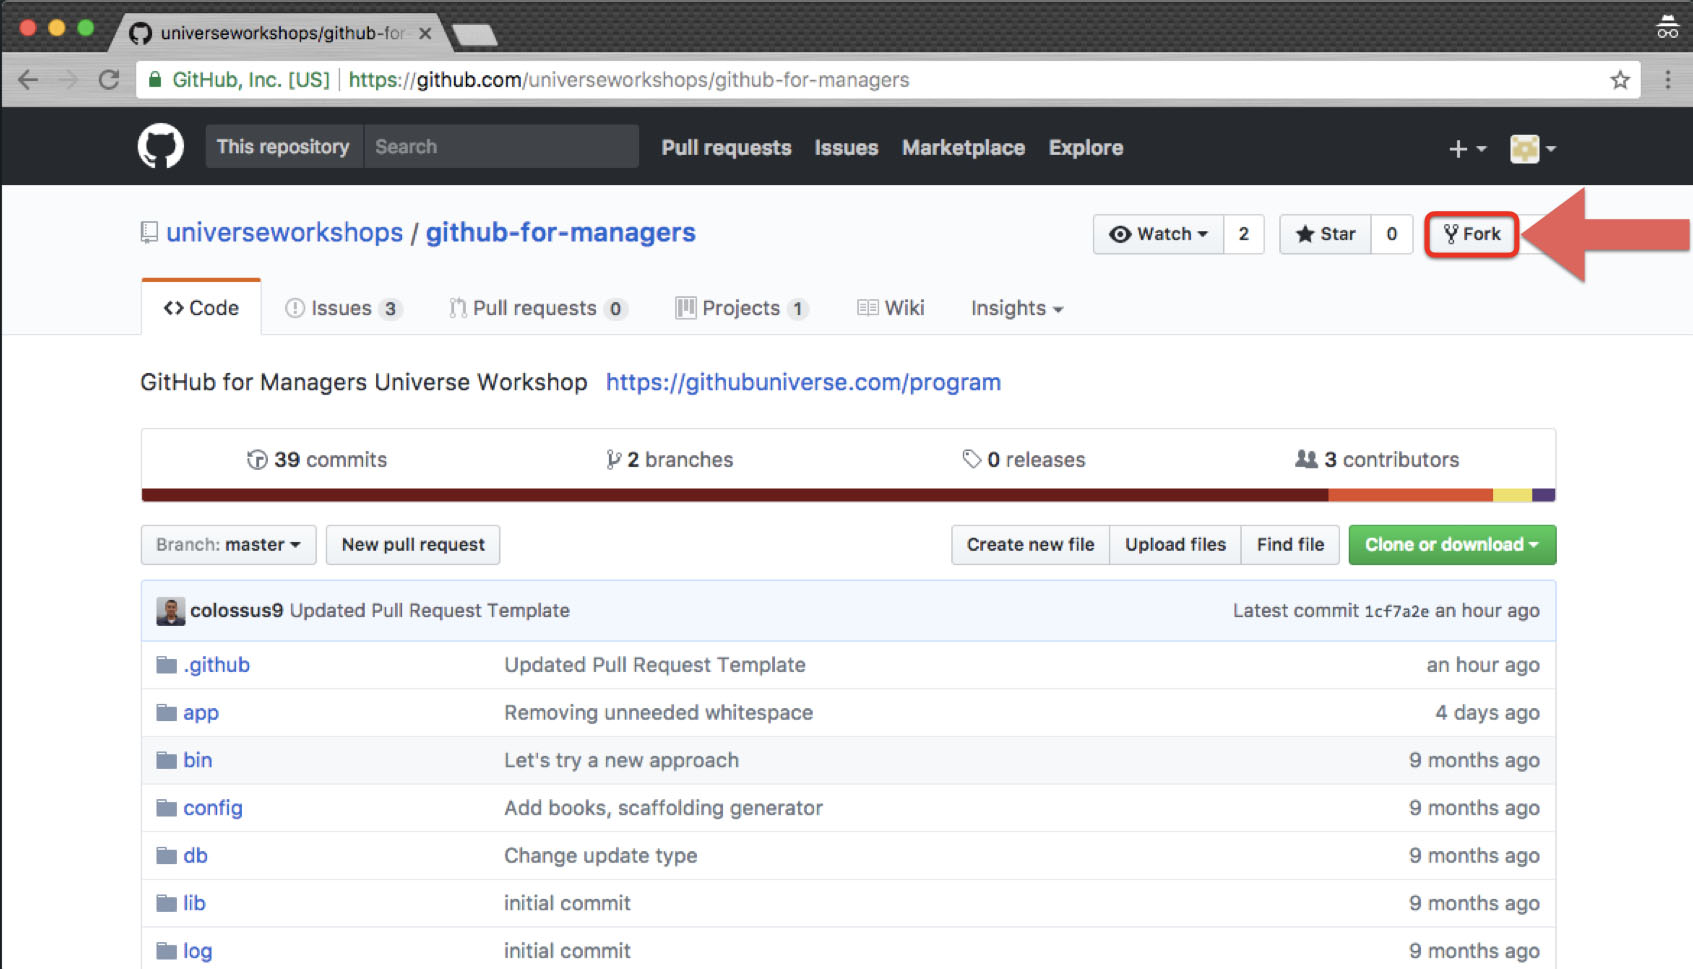 universeworkshops/github-for-
GitHub, Inc. [US] https://github.com/universeworkshops/github-for-managers
This repository Search Pull requests Issues Marketplace Explore
universeworkshops / github-for-managers Watch 2 Star 0 Fork
Code Issues 3 Pull requests 0 Projects 1 Wiki Insights
GitHub for Managers Universe Workshop https://githubuniverse.com/program
39 commits 2 branches 0 releases 3 contributors
Branch: master New pull request Create new file Upload files Find file Clone or download
colossus9 Updated Pull Request Template Latest commit 1cf7a2e an hour ago
.github Updated Pull Request Template an hour ago
app Removing unneeded whitespace 4 days ago
bin Let's try a new approach 9 months ago
config Add books, scaffolding generator 9 months ago
db Change update type 9 months ago
lib initial commit 9 months ago
log initial commit 9 months ago